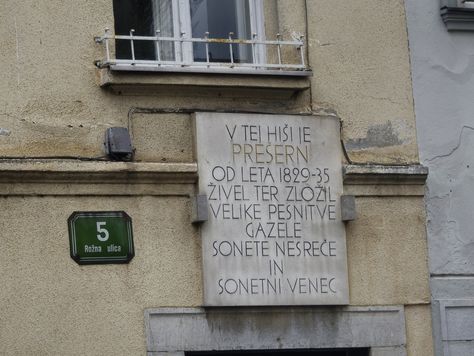 V TEJ HIŠI JE
PREŠERN
OD LETA 1829-35
ŽIVEL TER ZLOŽIL
VELIKE PESNITVE
GAZELE
SONETE NESREČE
IN
SONETNI VENEC
5
Rožna ulica